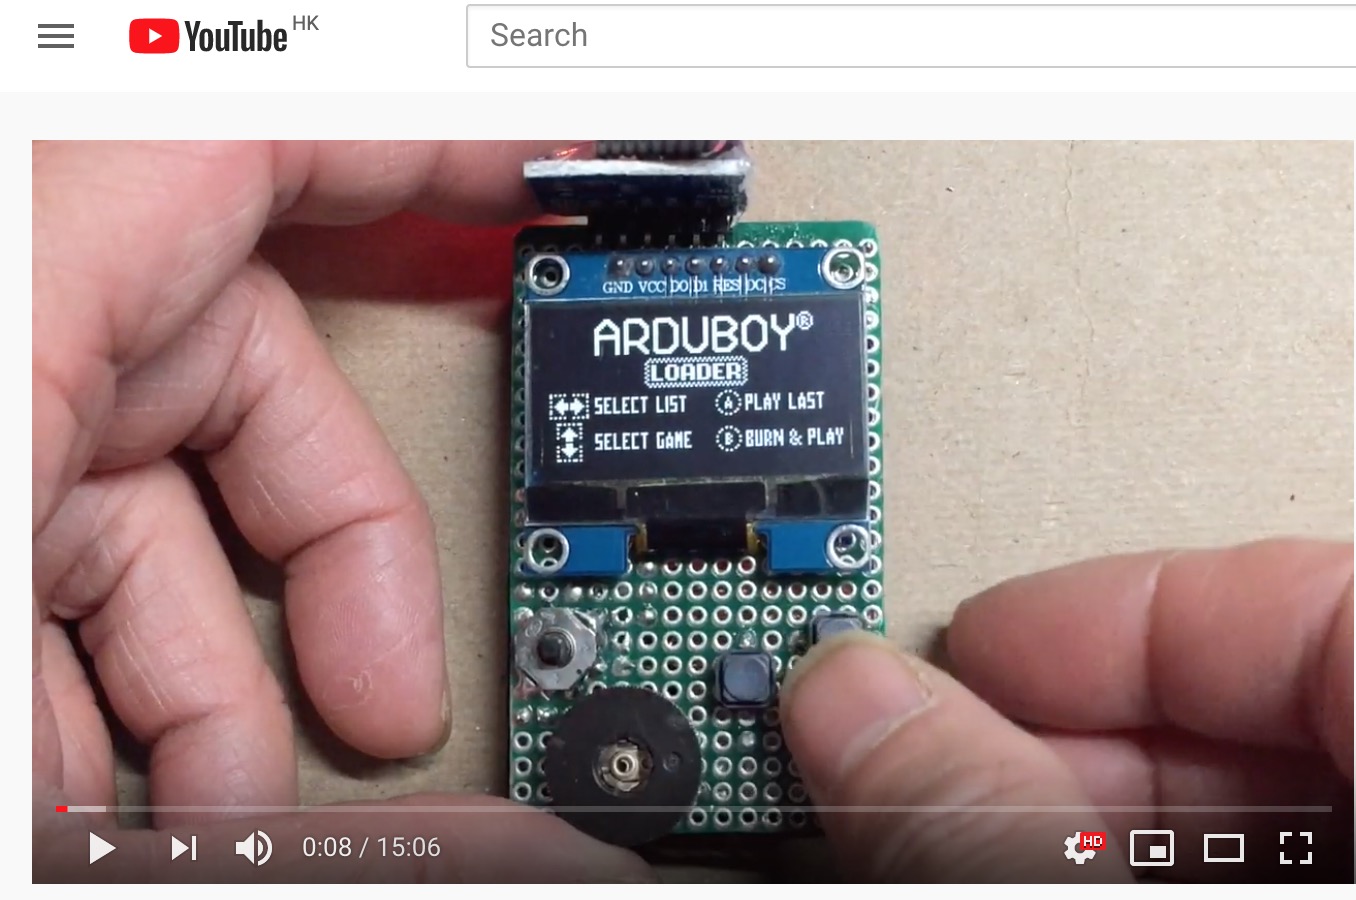 YouTube HK
Search
GND VCC D0 D1 RES DC CS
ARDUBOY®
LOADER
SELECT LIST A PLAY LAST
SELECT GAME B BURN & PLAY
0:08 / 15:06
HD